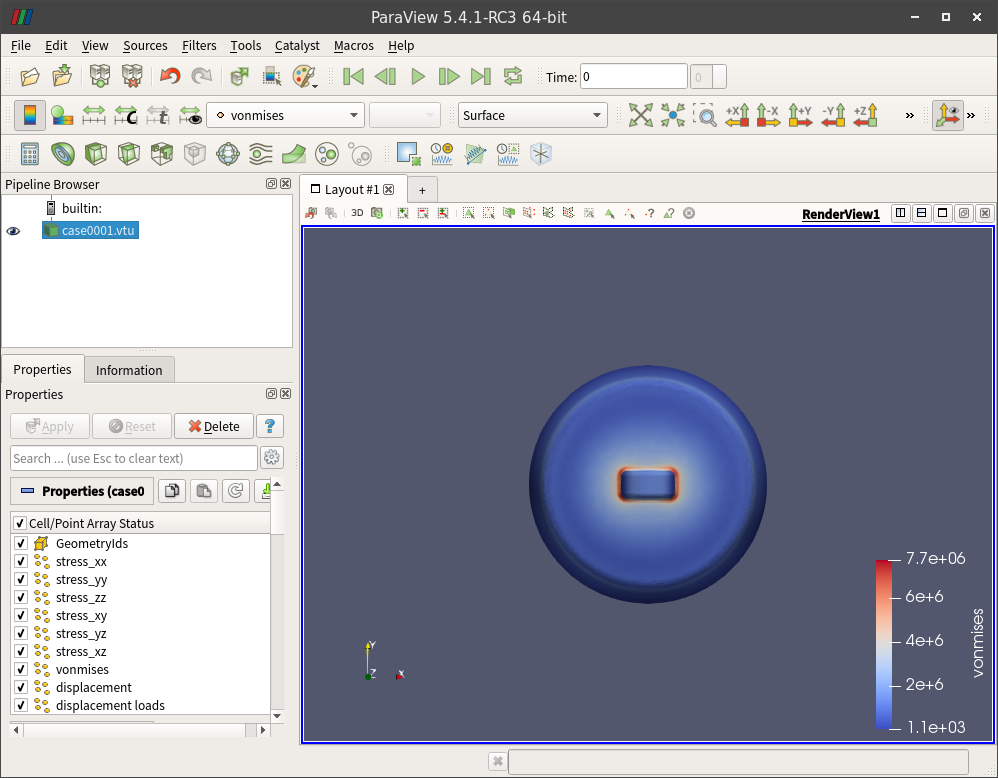 ParaView 5.4.1-RC3 64-bit
File Edit View Sources Filters Tools Catalyst Macros Help
Time: 0 0
vonmises Surface +X -X +Y -Y +Z
Pipeline Browser
builtin:
case0001.vtu
Properties Information
Properties
Apply Reset Delete ?
Search ... (use Esc to clear text)
Properties (case0
Cell/Point Array Status
GeometryIds
stress_xx
stress_yy
stress_zz
stress_xy
stress_yz
stress_xz
vonmises
displacement
displacement loads
Layout #1 +
3D RenderView1
7.7e+06
6e+6
4e+6
2e+6
1.1e+03
vonmises
Y
Z
X